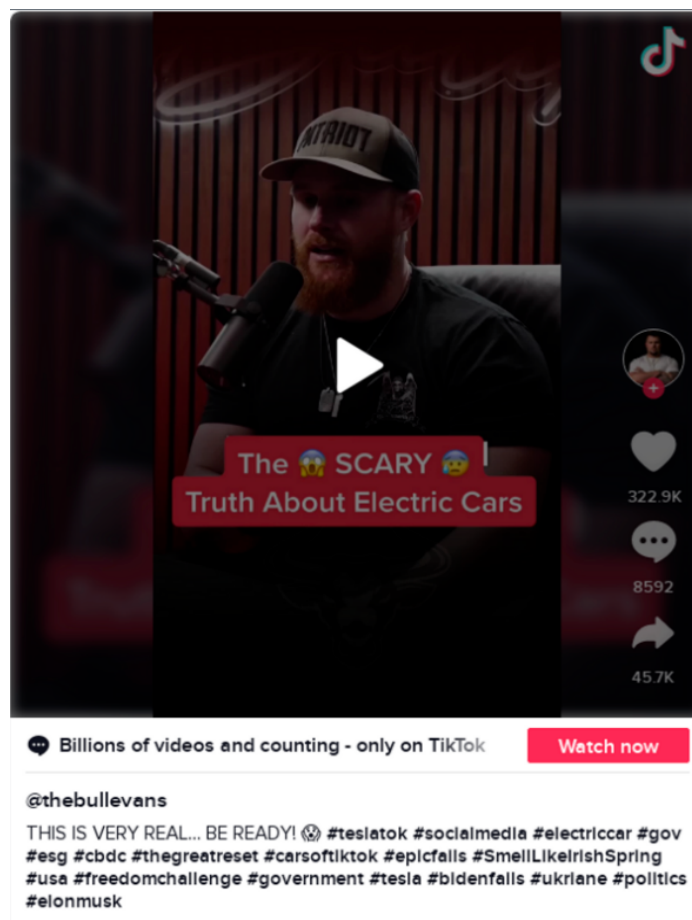 PATRIOT
The 😱 SCARY 😰
Truth About Electric Cars
322.9K
8592
45.7K
Billions of videos and counting - only on TikTok
Watch now
@thebullevans
THIS IS VERY REAL... BE READY! 😱 #teslatok #socialmedia #electriccar #gov
#esg #cbdc #thegreatreset #carsoftiktok #epicfails #SmellLikeIrishSpring
#usa #freedomchallenge #government #tesla #bidenfails #ukriane #politics
#elonmusk